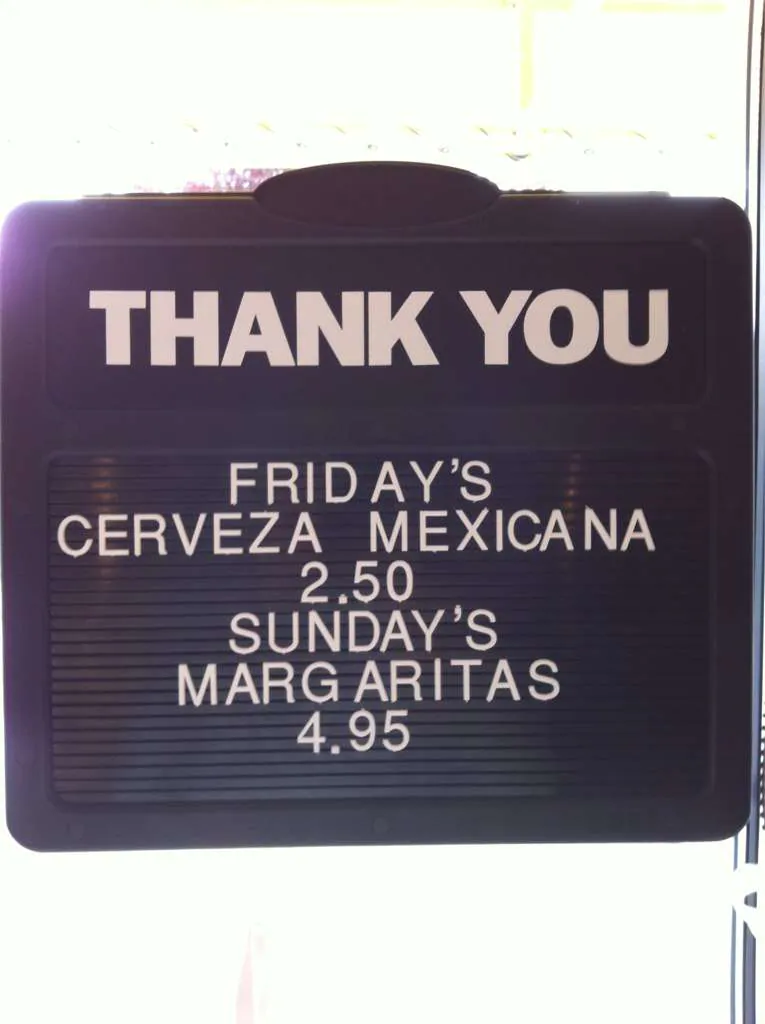 THANK YOU
FRIDAY'S
CERVEZA MEXICANA
2.50
SUNDAY'S
MARGARITAS
4.95